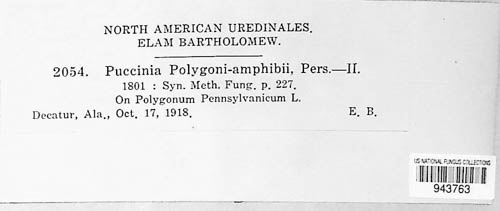 NORTH AMERICAN UREDINALES.
ELAM BARTHOLOMEW.
2054. Puccinia Polygoni-amphibii, Pers.—II.
1801 : Syn. Meth. Fung. p. 227.
On Polygonum Pennsylvanicum L.
Decatur, Ala., Oct. 17, 1918. E. B.
US NATIONAL FUNGUS COLLECTIONS
943763